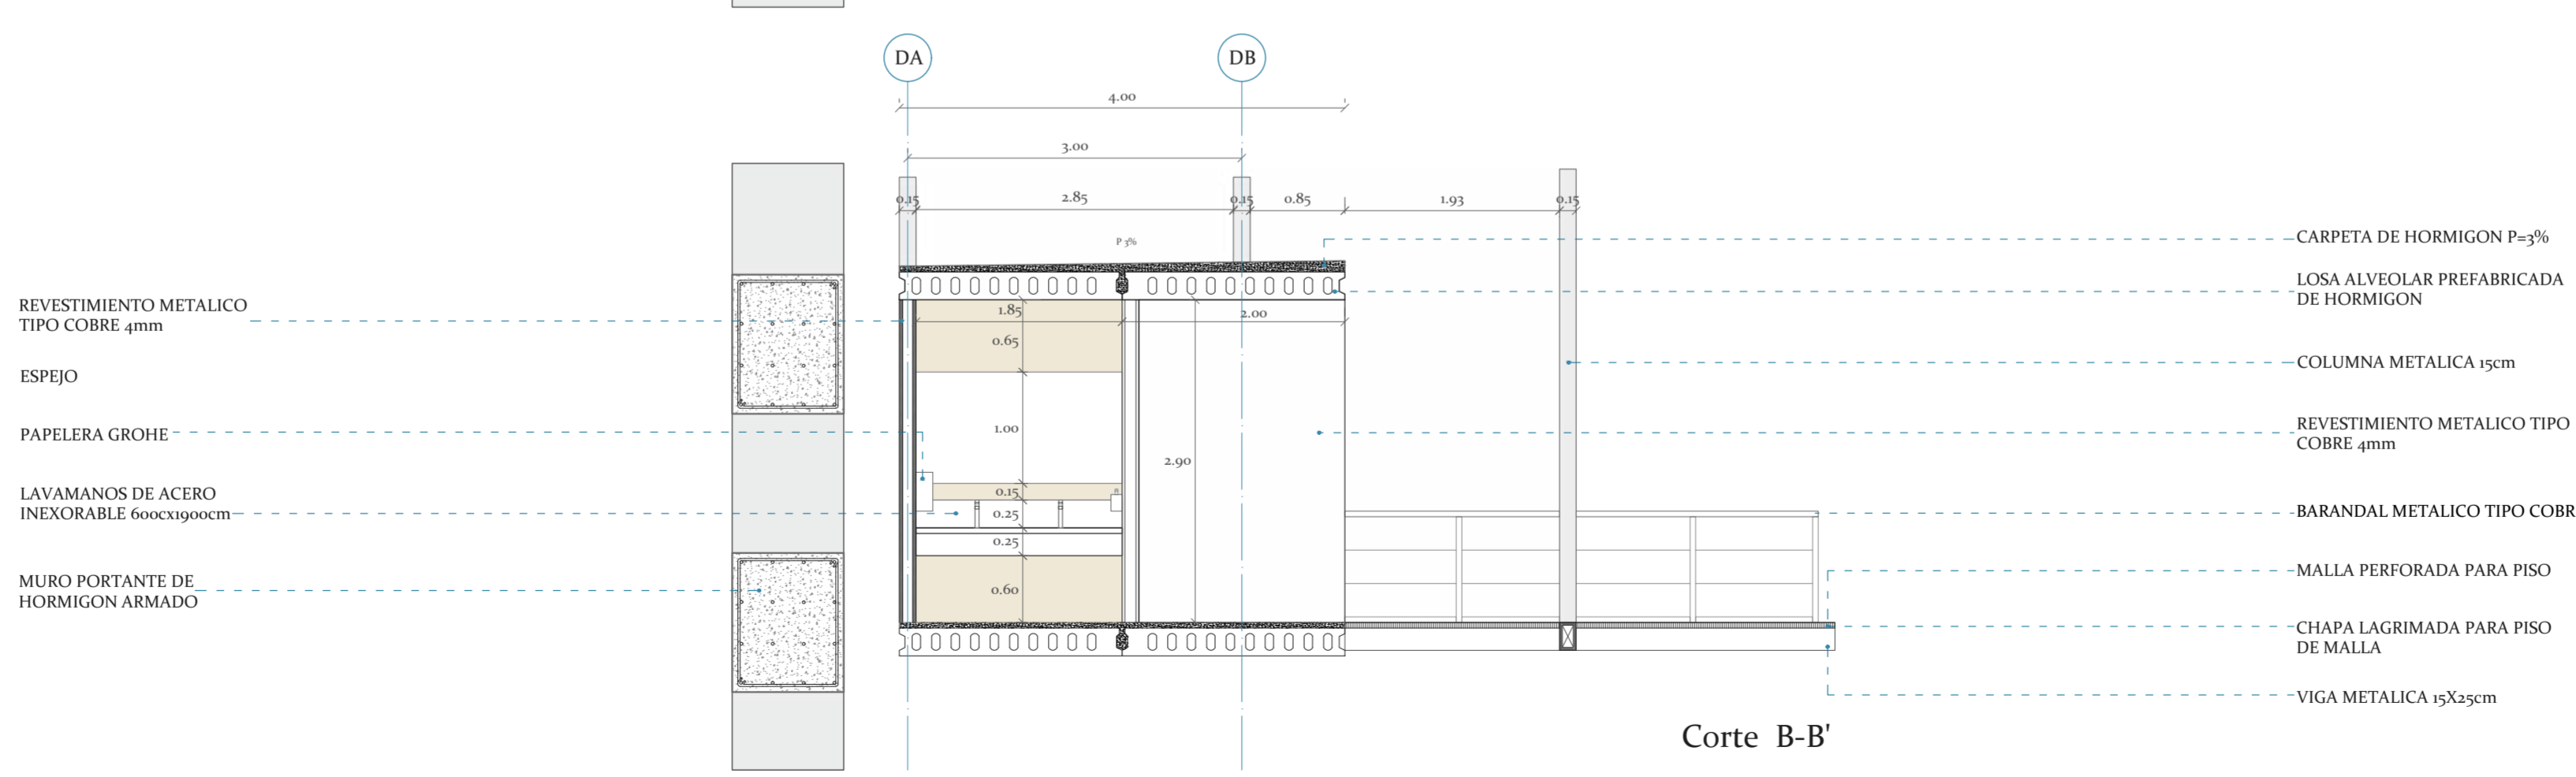 DA
DB
4.00
3.00
0.15
2.85
0.15
0.85
1.93
0.15
P 3%
CARPETA DE HORMIGON P=3%
LOSA ALVEOLAR PREFABRICADA
DE HORMIGON
REVESTIMIENTO METALICO
TIPO COBRE 4mm
1.85
2.00
0.65
COLUMNA METALICA 15cm
ESPEJO
PAPELERA GROHE
1.00
REVESTIMIENTO METALICO TIPO
COBRE 4mm
2.90
LAVAMANOS DE ACERO
INEXORABLE 600cx1900cm
0.15
0.25
BARANDAL METALICO TIPO COBR
0.25
MURO PORTANTE DE
HORMIGON ARMADO
0.60
MALLA PERFORADA PARA PISO
CHAPA LAGRIMADA PARA PISO
DE MALLA
VIGA METALICA 15X25cm
Corte B-B'